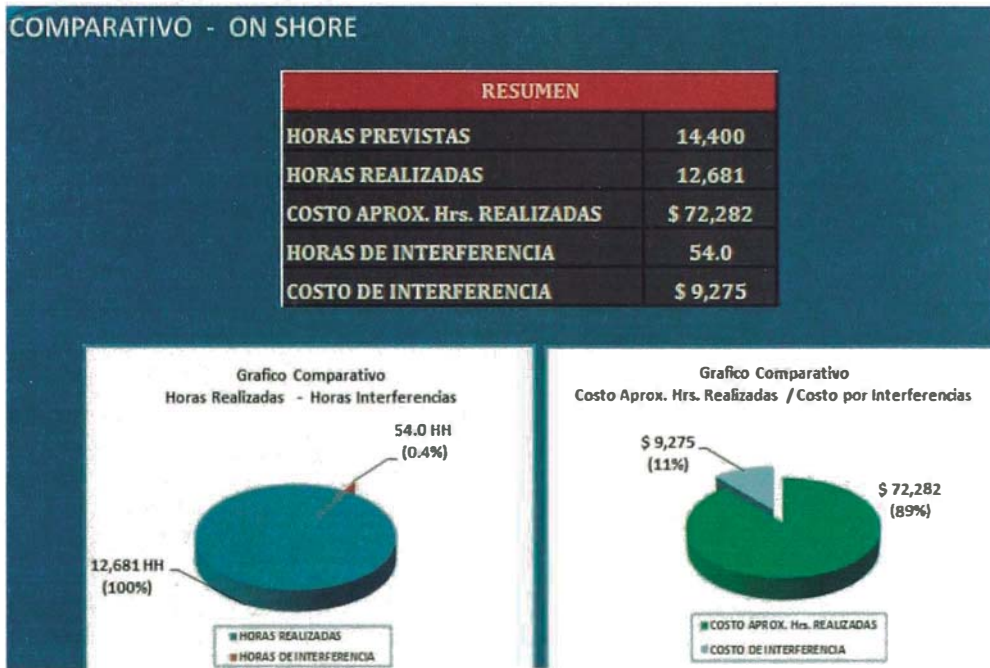 COMPARATIVO - ON SHORE
RESUMEN
HORAS PREVISTAS 14,400
HORAS REALIZADAS 12,681
COSTO APROX. Hrs. REALIZADAS $ 72,282
HORAS DE INTERFERENCIA 54.0
COSTO DE INTERFERENCIA $ 9,275
Grafico Comparativo
Horas Realizadas - Horas Interferencias
54.0 HH
(0.4%)
12,681 HH
(100%)
HORAS REALIZADAS
HORAS DE INTERFERENCIA
Grafico Comparativo
Costo Aprox. Hrs. Realizadas / Costo por Interferencias
$ 9,275
(11%)
$ 72,282
(89%)
COSTO APROX. Hrs. REALIZADAS
COSTO DE INTERFERENCIA